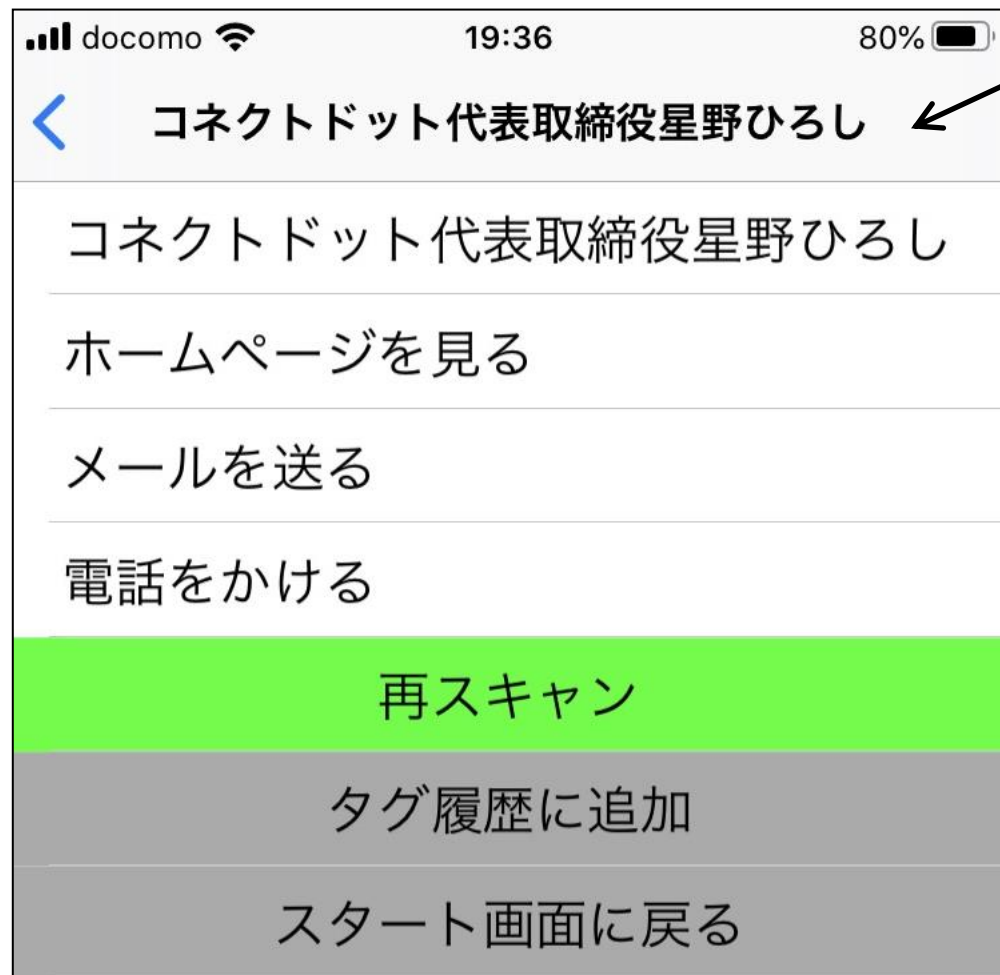 docomo 19:36 80%
コネクトドット代表取締役星野ひろし
コネクトドット代表取締役星野ひろし
ホームページを見る
メールを送る
電話をかける
再スキャン
タグ履歴に追加
スタート画面に戻る